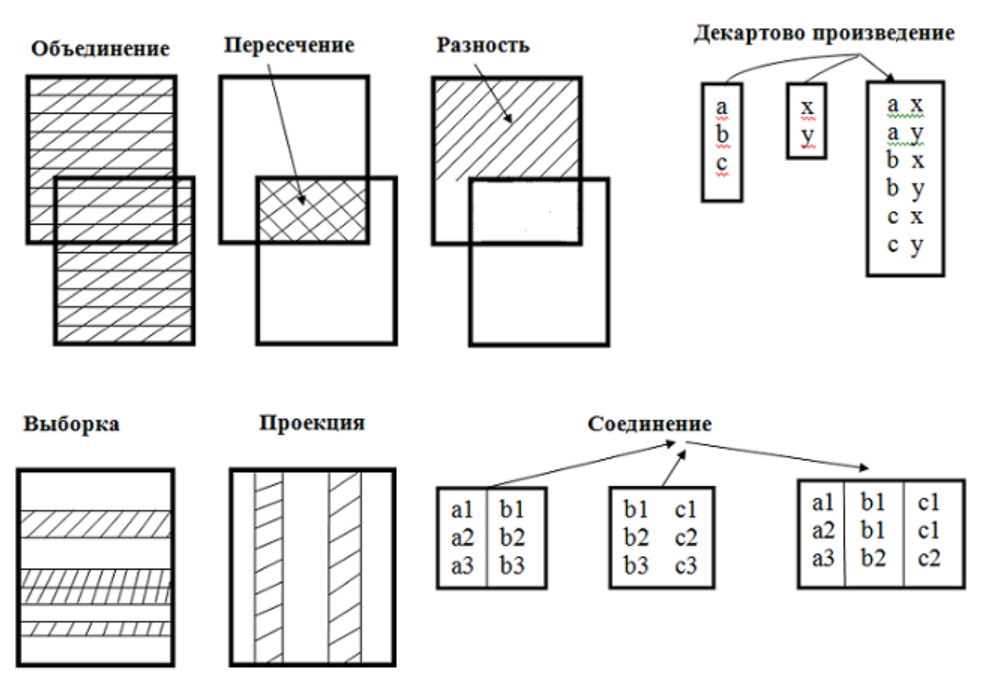 Объединение
Пересечение
Разность
Декартово произведение
a
b
c
x
y
a x
a y
b x
b y
c x
c y
Выборка
Проекция
Соединение
a1 b1
a2 b2
a3 b3
b1 c1
b2 c2
b3 c3
a1 b1 c1
a2 b1 c1
a3 b2 c2